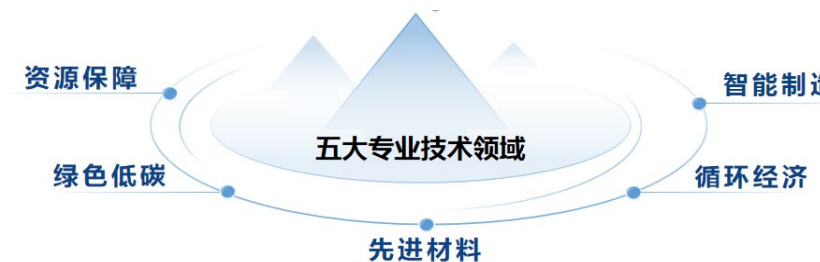 资源保障
智能制造
五大专业技术领域
绿色低碳
循环经济
先进材料